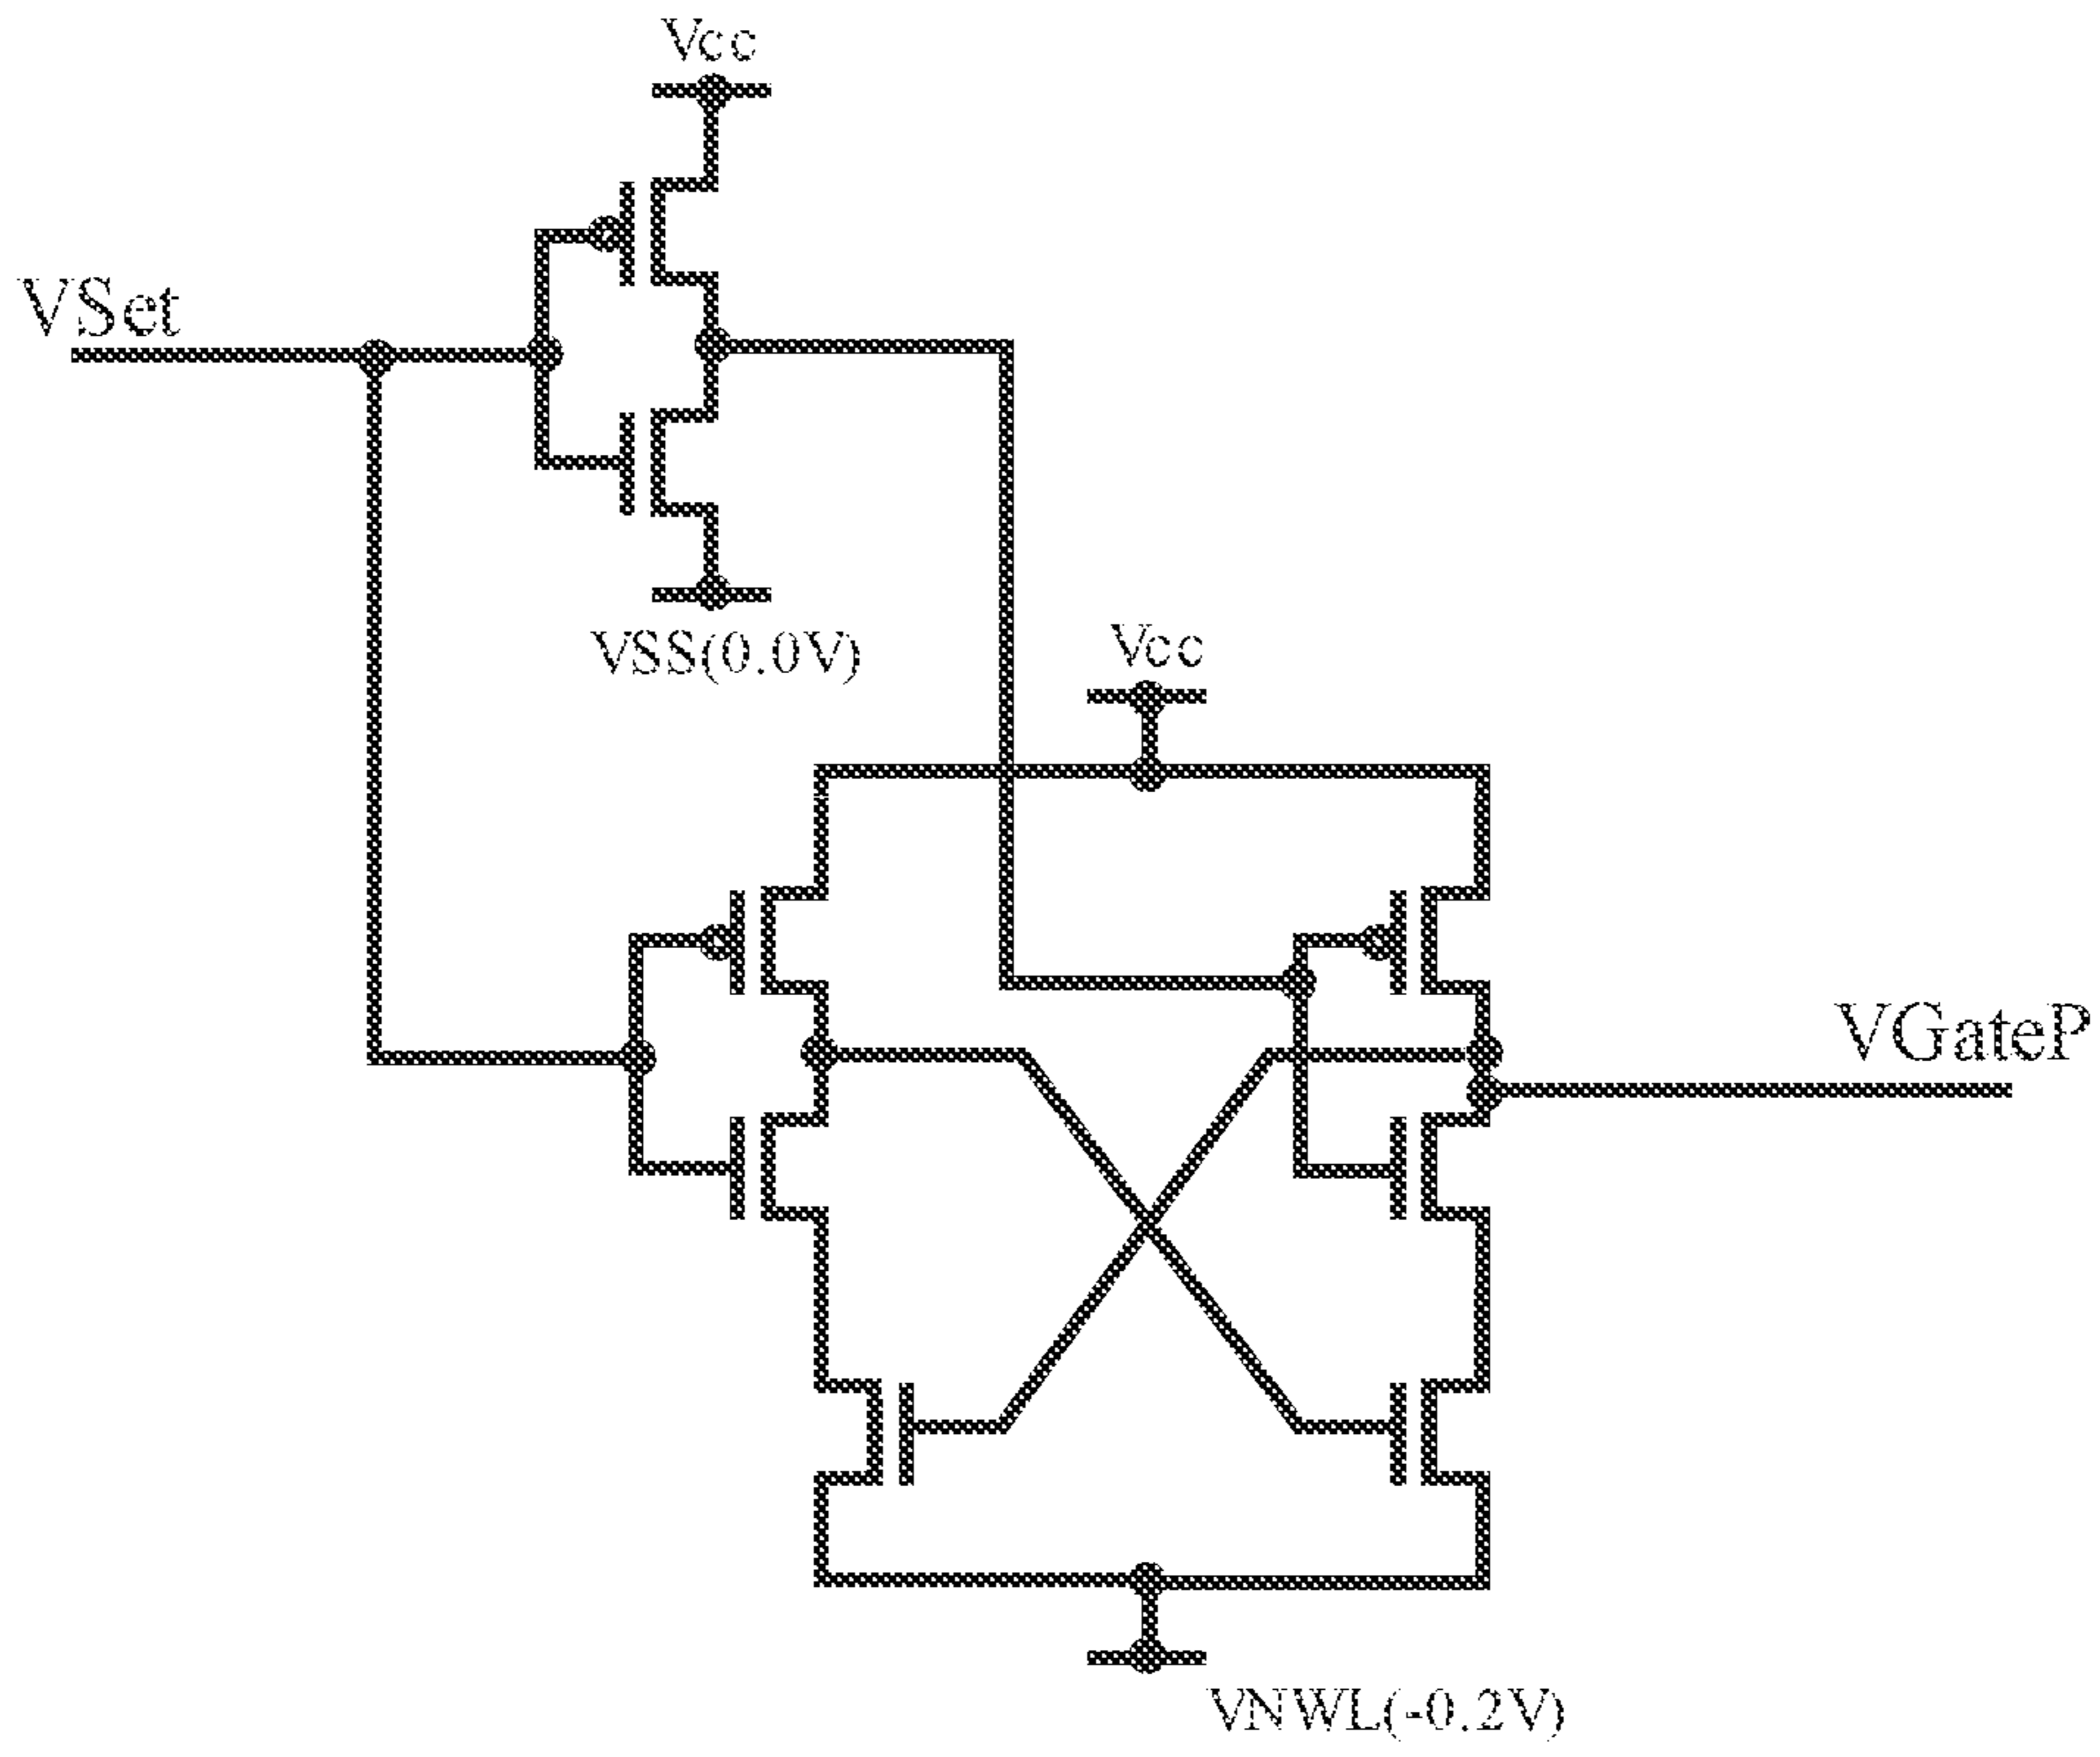 Vcc
VSet
VSS(0.0V)
Vcc
VGateP
VNWL(-0.2V)